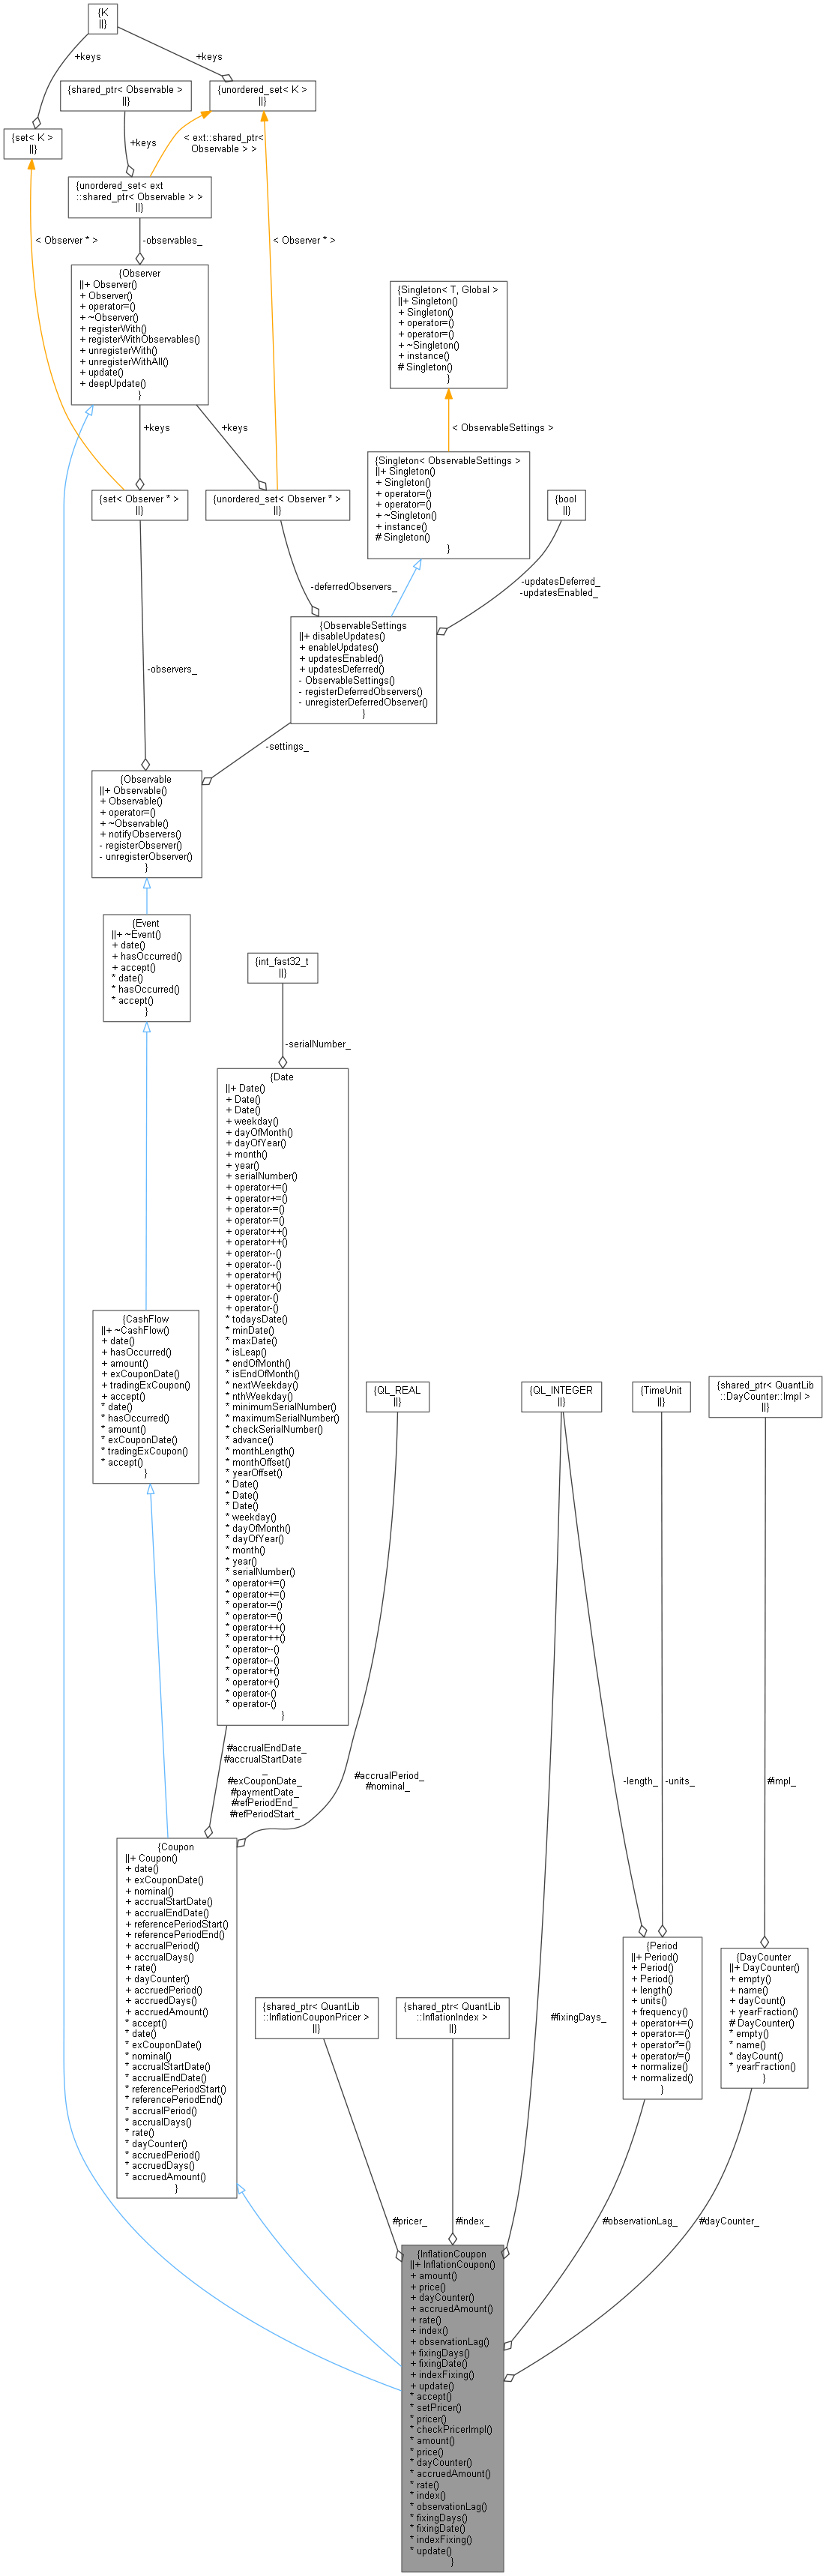 {K
||}
+keys
+keys
{shared_ptr< Observable >
||}
{unordered_set< K >
||}
{set< K >
||}
+keys
< ext::shared_ptr<
Observable > >
{unordered_set< ext
::shared_ptr< Observable > >
||}
< Observer * >
-observables_
< Observer * >
{Observer
||+ Observer()
+ Observer()
+ operator=()
+ ~Observer()
+ registerWith()
+ registerWithObservables()
+ unregisterWith()
+ unregisterWithAll()
+ update()
+ deepUpdate()
}
{Singleton< T, Global >
||+ Singleton()
+ Singleton()
+ operator=()
+ operator=()
+ ~Singleton()
+ instance()
# Singleton()
}
+keys
+keys
< ObservableSettings >
{Singleton< ObservableSettings >
||+ Singleton()
+ Singleton()
+ operator=()
+ operator=()
+ ~Singleton()
+ instance()
# Singleton()
}
{set< Observer * >
||}
{unordered_set< Observer * >
||}
{bool
||}
-deferredObservers_
-updatesDeferred_
-updatesEnabled_
{ObservableSettings
||+ disableUpdates()
+ enableUpdates()
+ updatesEnabled()
+ updatesDeferred()
- ObservableSettings()
- registerDeferredObservers()
- unregisterDeferredObserver()
}
-observers_
-settings_
{Observable
||+ Observable()
+ Observable()
+ operator=()
+ ~Observable()
+ notifyObservers()
- registerObserver()
- unregisterObserver()
}
{Event
||+ ~Event()
+ date()
+ hasOccurred()
+ accept()
* date()
* hasOccurred()
* accept()
}
{int_fast32_t
||}
-serialNumber_
{Date
||+ Date()
+ Date()
+ Date()
+ weekday()
+ dayOfMonth()
+ dayOfYear()
+ month()
+ year()
+ serialNumber()
+ operator+=()
+ operator+=()
+ operator-=()
+ operator-=()
+ operator++()
+ operator++()
+ operator--()
+ operator--()
+ operator+()
+ operator+()
+ operator-()
+ operator-()
* todaysDate()
* minDate()
* maxDate()
* isLeap()
* endOfMonth()
* isEndOfMonth()
* nextWeekday()
* nthWeekday()
* minimumSerialNumber()
* maximumSerialNumber()
* checkSerialNumber()
* advance()
* monthLength()
* monthOffset()
* yearOffset()
* Date()
* Date()
* Date()
* weekday()
* dayOfMonth()
* dayOfYear()
* month()
* year()
* serialNumber()
* operator+=()
* operator+=()
* operator-=()
* operator-=()
* operator++()
* operator++()
* operator--()
* operator--()
* operator+()
* operator+()
* operator-()
* operator-()
}
{CashFlow
||+ ~CashFlow()
+ date()
+ hasOccurred()
+ amount()
+ exCouponDate()
+ tradingExCoupon()
+ accept()
* date()
* hasOccurred()
* amount()
* exCouponDate()
* tradingExCoupon()
* accept()
}
{QL_REAL
||}
{QL_INTEGER
||}
{TimeUnit
||}
{shared_ptr< QuantLib
::DayCounter::Impl >
||}
#accrualEndDate_
#accrualStartDate
_
#exCouponDate_
#paymentDate_
#refPeriodEnd_
#refPeriodStart_
#accrualPeriod_
#nominal_
-length_
-units_
#impl_
{Coupon
||+ Coupon()
+ date()
+ exCouponDate()
+ nominal()
+ accrualStartDate()
+ accrualEndDate()
+ referencePeriodStart()
+ referencePeriodEnd()
+ accrualPeriod()
+ accrualDays()
+ rate()
+ dayCounter()
+ accruedPeriod()
+ accruedDays()
+ accruedAmount()
* accept()
* date()
* exCouponDate()
* nominal()
* accrualStartDate()
* accrualEndDate()
* referencePeriodStart()
* referencePeriodEnd()
* accrualPeriod()
* accrualDays()
* rate()
* dayCounter()
* accruedPeriod()
* accruedDays()
* accruedAmount()
}
{shared_ptr< QuantLib
::InflationCouponPricer >
||}
{shared_ptr< QuantLib
::InflationIndex >
||}
#fixingDays_
{Period
||+ Period()
+ Period()
+ Period()
+ length()
+ units()
+ frequency()
+ operator+=()
+ operator-=()
+ operator*=()
+ operator/=()
+ normalize()
+ normalized()
}
{DayCounter
||+ DayCounter()
+ empty()
+ name()
+ dayCount()
+ yearFraction()
# DayCounter()
* empty()
* name()
* dayCount()
* yearFraction()
}
#pricer_
#index_
#observationLag_
#dayCounter_
{InflationCoupon
||+ InflationCoupon()
+ amount()
+ price()
+ dayCounter()
+ accruedAmount()
+ rate()
+ index()
+ observationLag()
+ fixingDays()
+ fixingDate()
+ indexFixing()
+ update()
* accept()
* setPricer()
* pricer()
* checkPricerImpl()
* amount()
* price()
* dayCounter()
* accruedAmount()
* rate()
* index()
* observationLag()
* fixingDays()
* fixingDate()
* indexFixing()
* update()
}